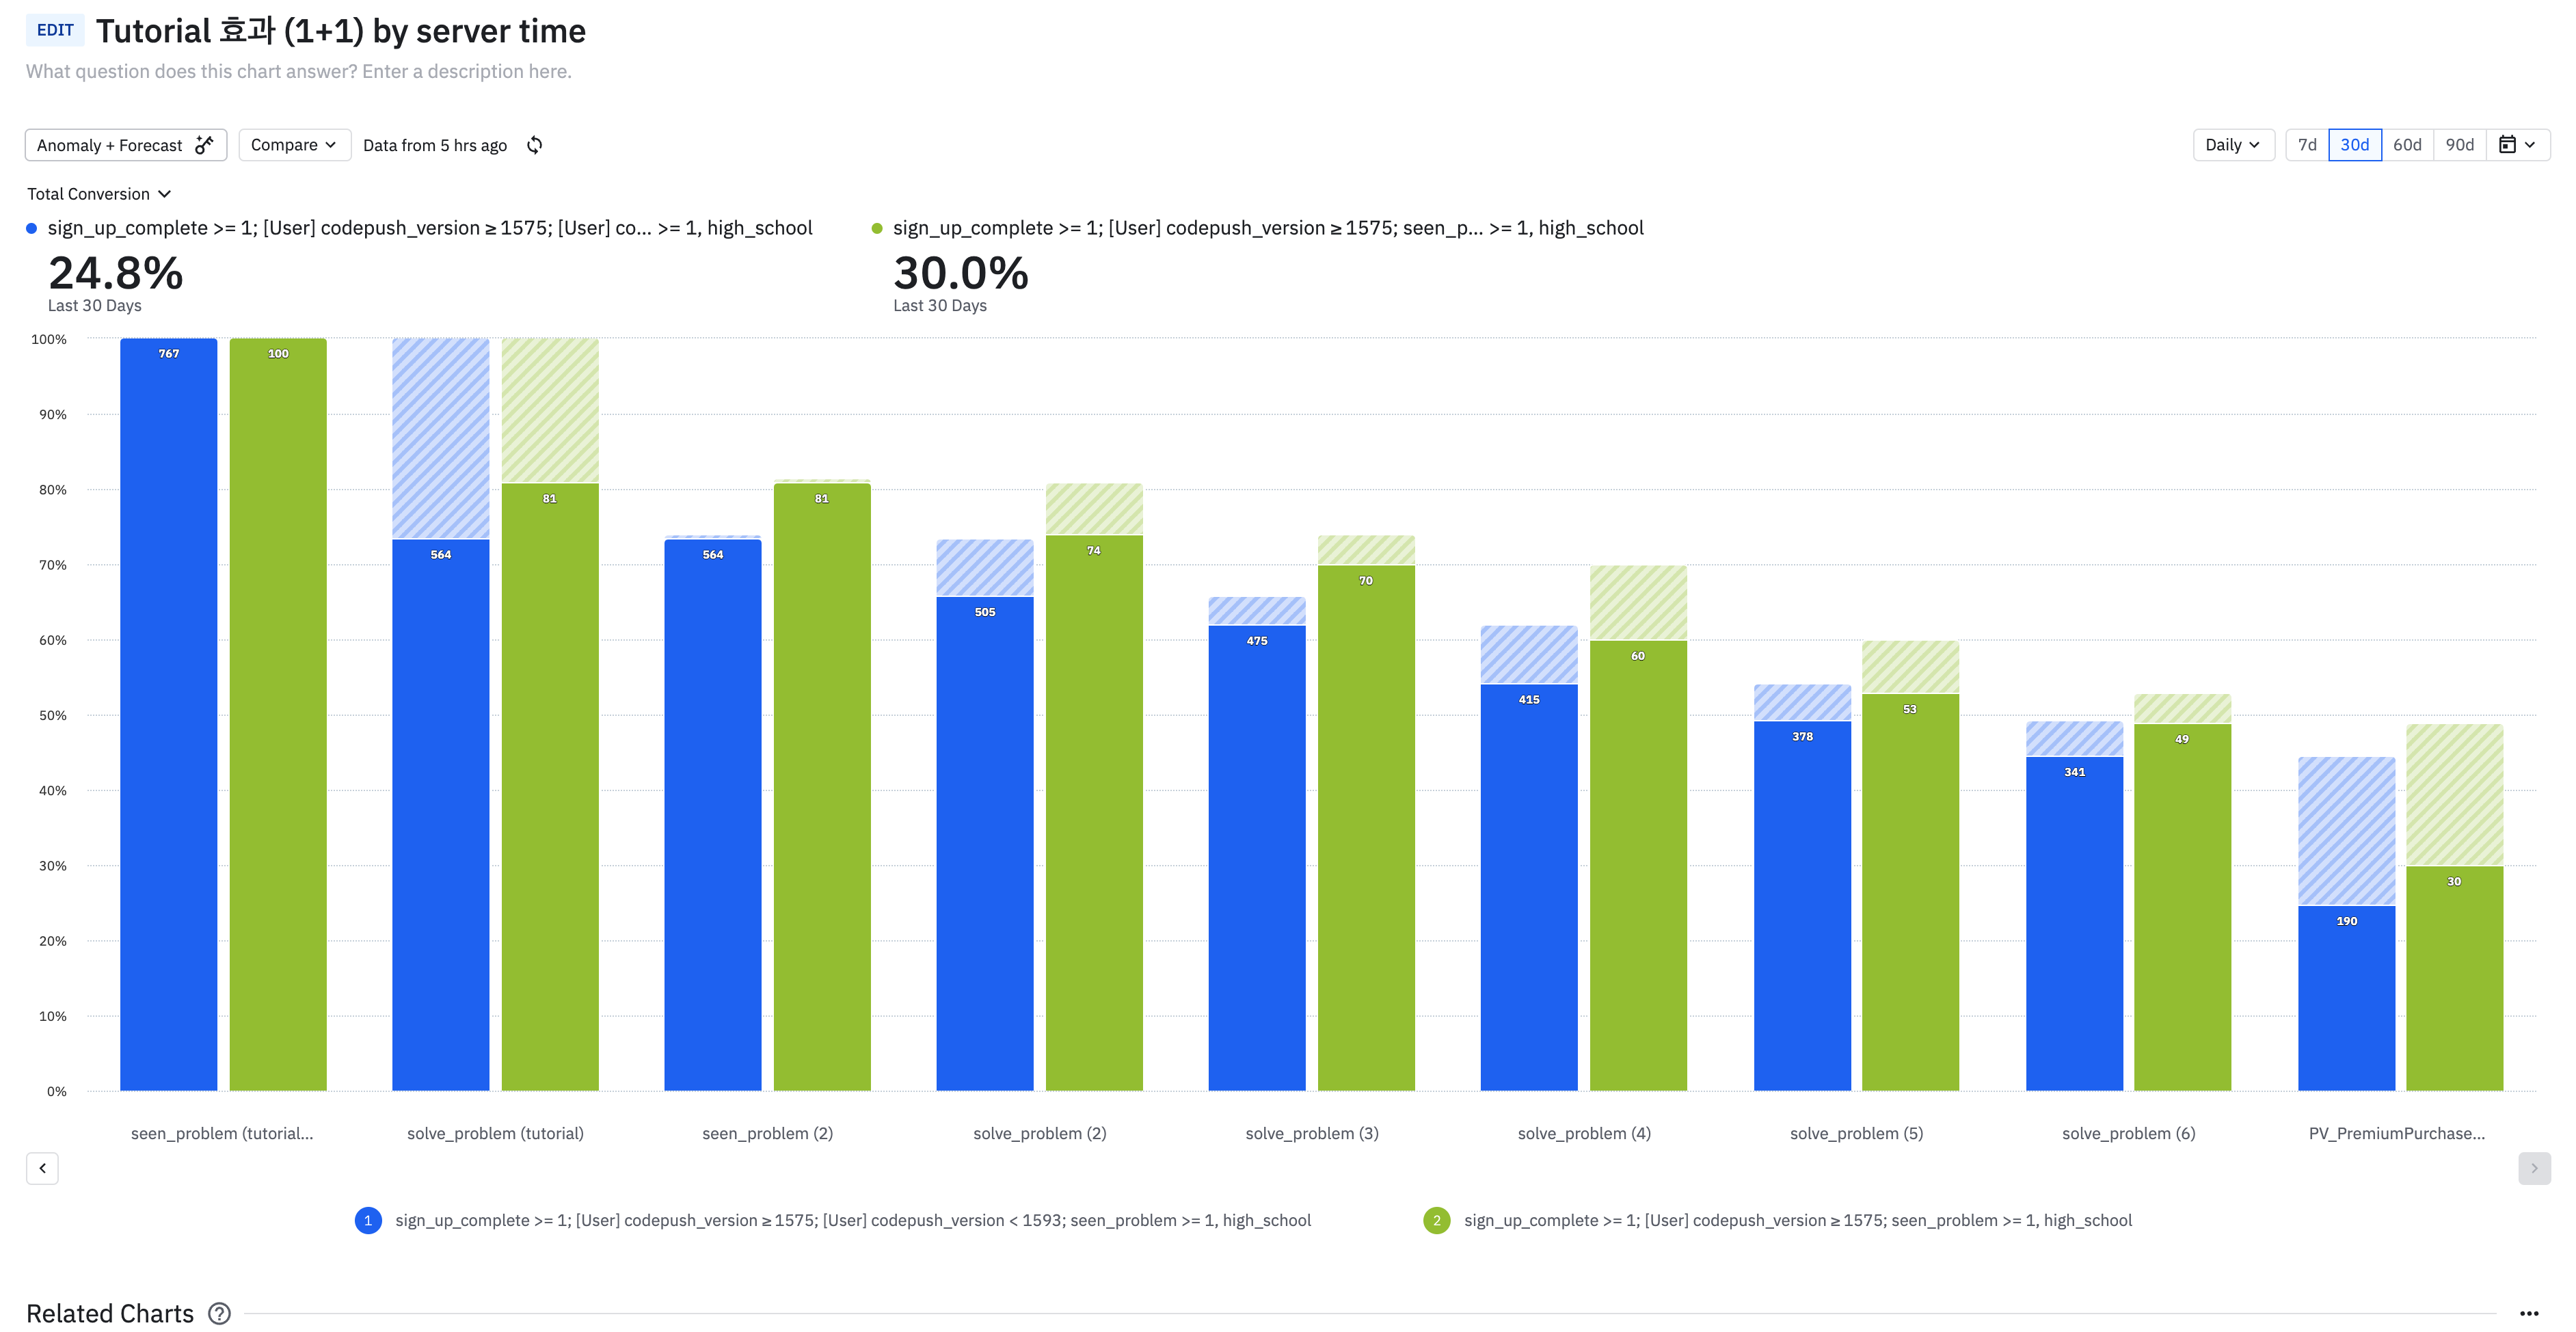 EDIT Tutorial 효과 (1+1) by server time
What question does this chart answer? Enter a description here.
Anomaly + Forecast Compare Data from 5 hrs ago Daily 7d 30d 60d 90d
Total Conversion
sign_up_complete >= 1; [User] codepush_version ≥ 1575; [User] co... >= 1, high_school sign_up_complete >= 1; [User] codepush_version ≥ 1575; seen_p... >= 1, high_school
24.8% 30.0%
Last 30 Days Last 30 Days
100%
767 100
90%
80%
81 81
70%
564 564 74
70
60%
505 475 60
50%
415 53
378 49
40%
341
30%
30
20%
190
10%
0%
seen_problem (tutorial... solve_problem (tutorial) seen_problem (2) solve_problem (2) solve_problem (3) solve_problem (4) solve_problem (5) solve_problem (6) PV_PremiumPurchase...
1 sign_up_complete >= 1; [User] codepush_version ≥ 1575; [User] codepush_version < 1593; seen_problem >= 1, high_school 2 sign_up_complete >= 1; [User] codepush_version ≥ 1575; seen_problem >= 1, high_school
Related Charts ?